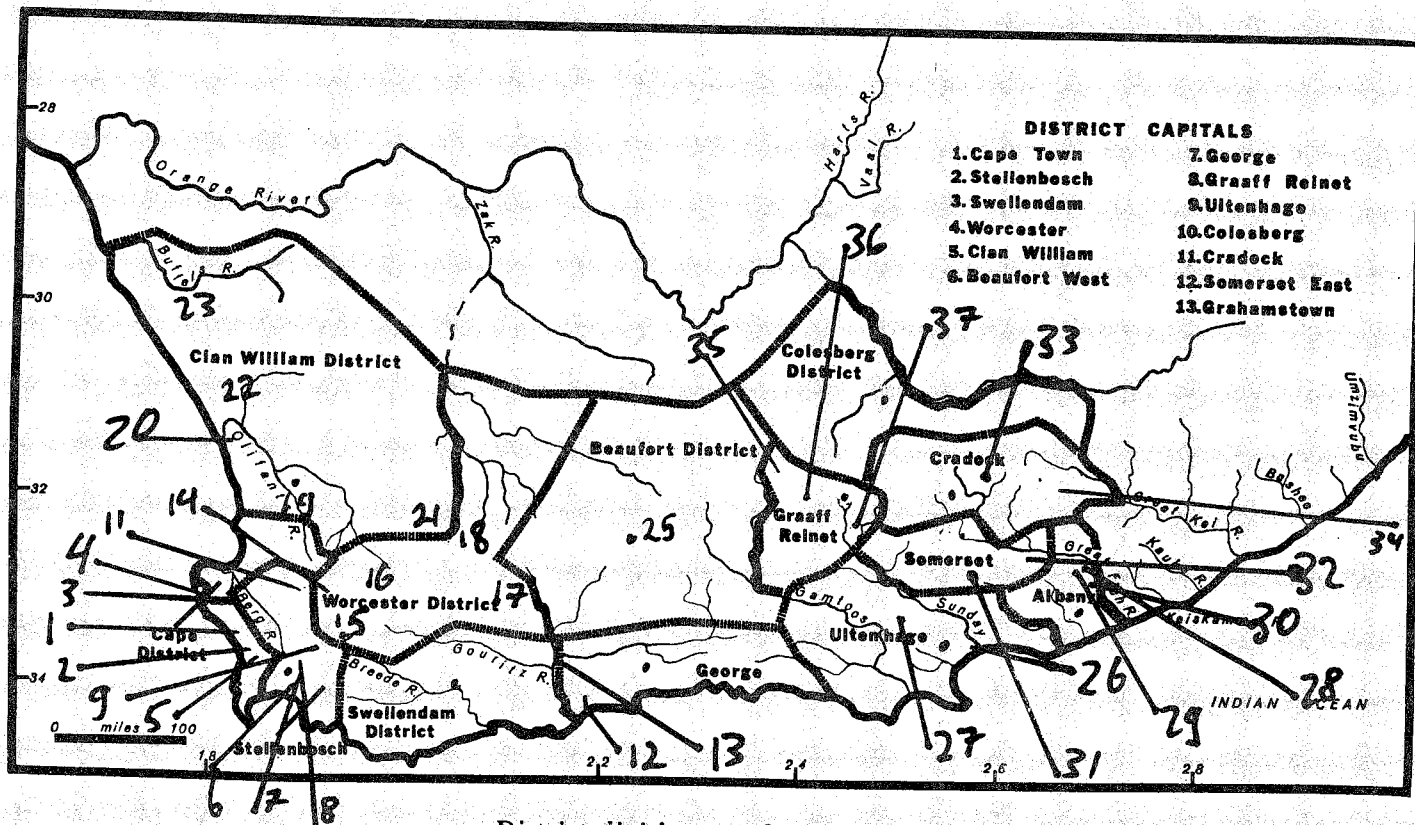 28
30
32
34
0 miles 100
18
22
24
26
28
DISTRICT CAPITALS
1. Cape Town
2. Stellenbosch
3. Swellendam
4. Worcester
5. Clan William
6. Beaufort West
7. George
8. Graaff Reinet
9. Uitenhage
10. Colesberg
11. Cradock
12. Somerset East
13. Grahamstown
Orange River
Zak R.
Harts R.
Vaal R.
Bufals R.
23
36
37
33
35
Colesberg
District
Clan William District
22
20
Olifants R.
Beaufort District
Cradock
Umzimvubu
Bashee
14
19
21
18
25
Graaff
Reinet
Great Kei R.
34
11
4
3
16
17
Somerset
Great Fish R.
Kauka R.
32
Worcester District
Albany
Keiskama
30
1
Berg R.
Cape
District
15
Gamtoos
Sunday
Uitenhage
2
9
5
Breede R.
Gouritz R.
George
26
28
INDIAN OCEAN
Swellendam
District
Stellenbosch
12
13
27
31
29
6
7
8